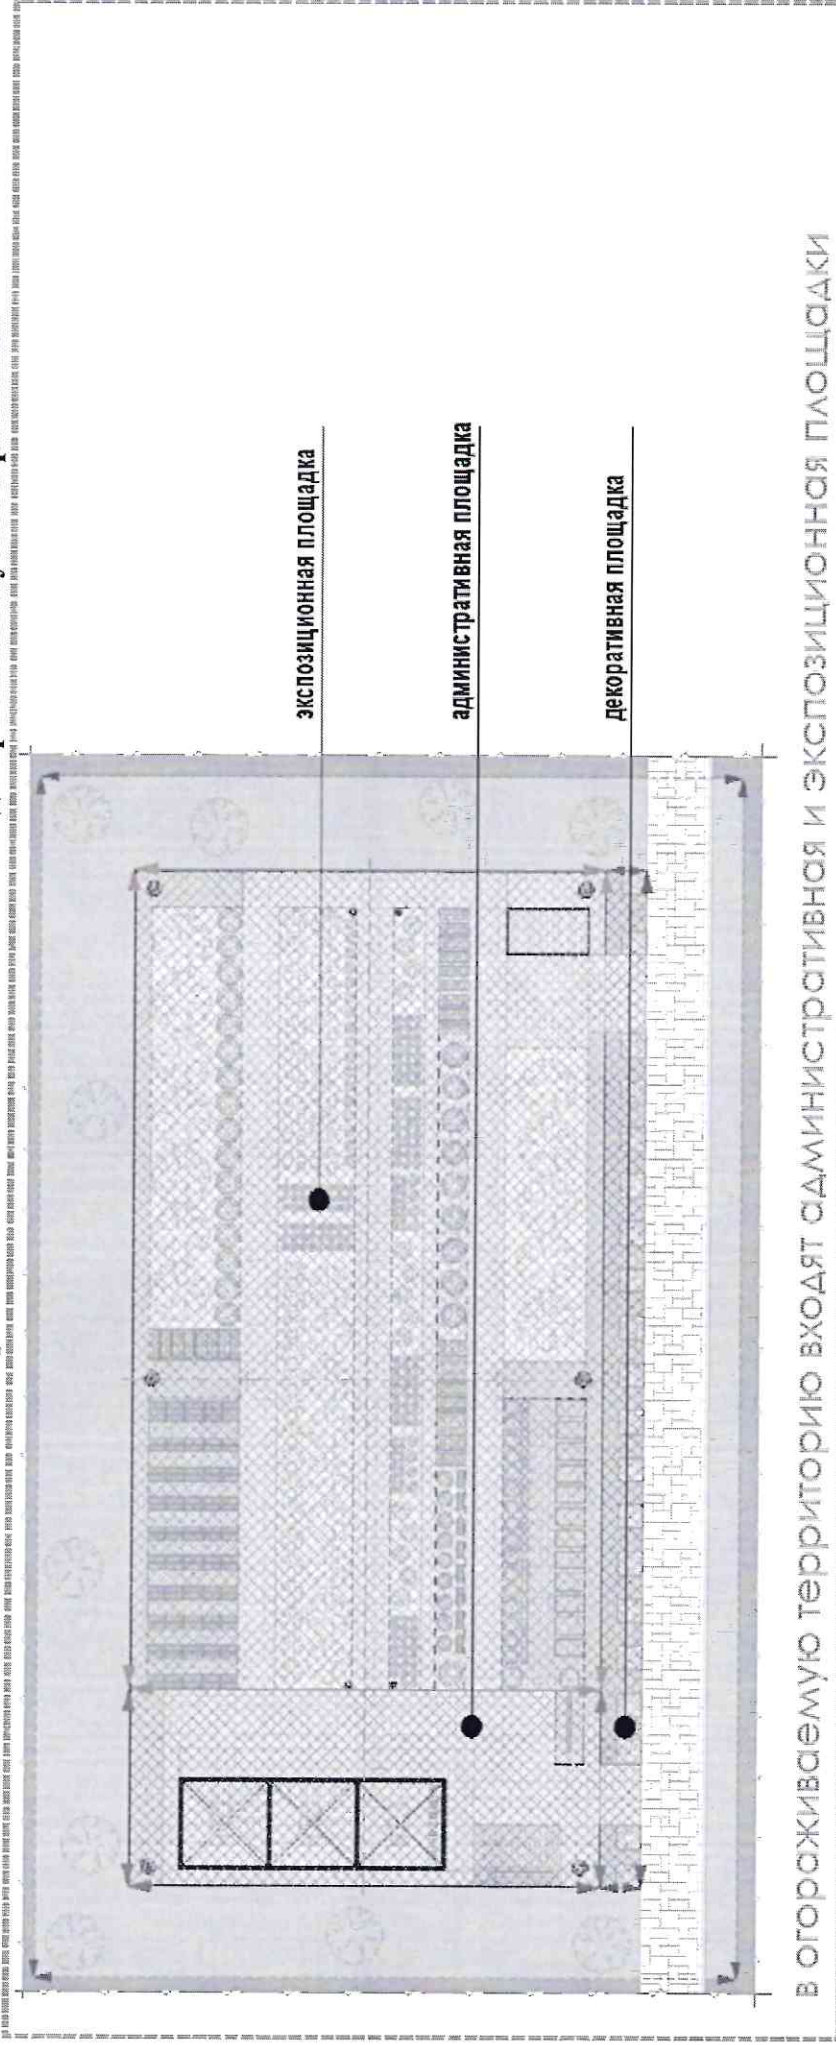 экспозиционная площадка
административная площадка
декоративная площадка
В ОГОРАЖИВАЕМУЮ ТЕРРИТОРИЮ ВХОДЯТ АДМИНИСТРАТИВНАЯ И ЭКСПОЗИЦИОННАЯ ПЛОЩАДКИ